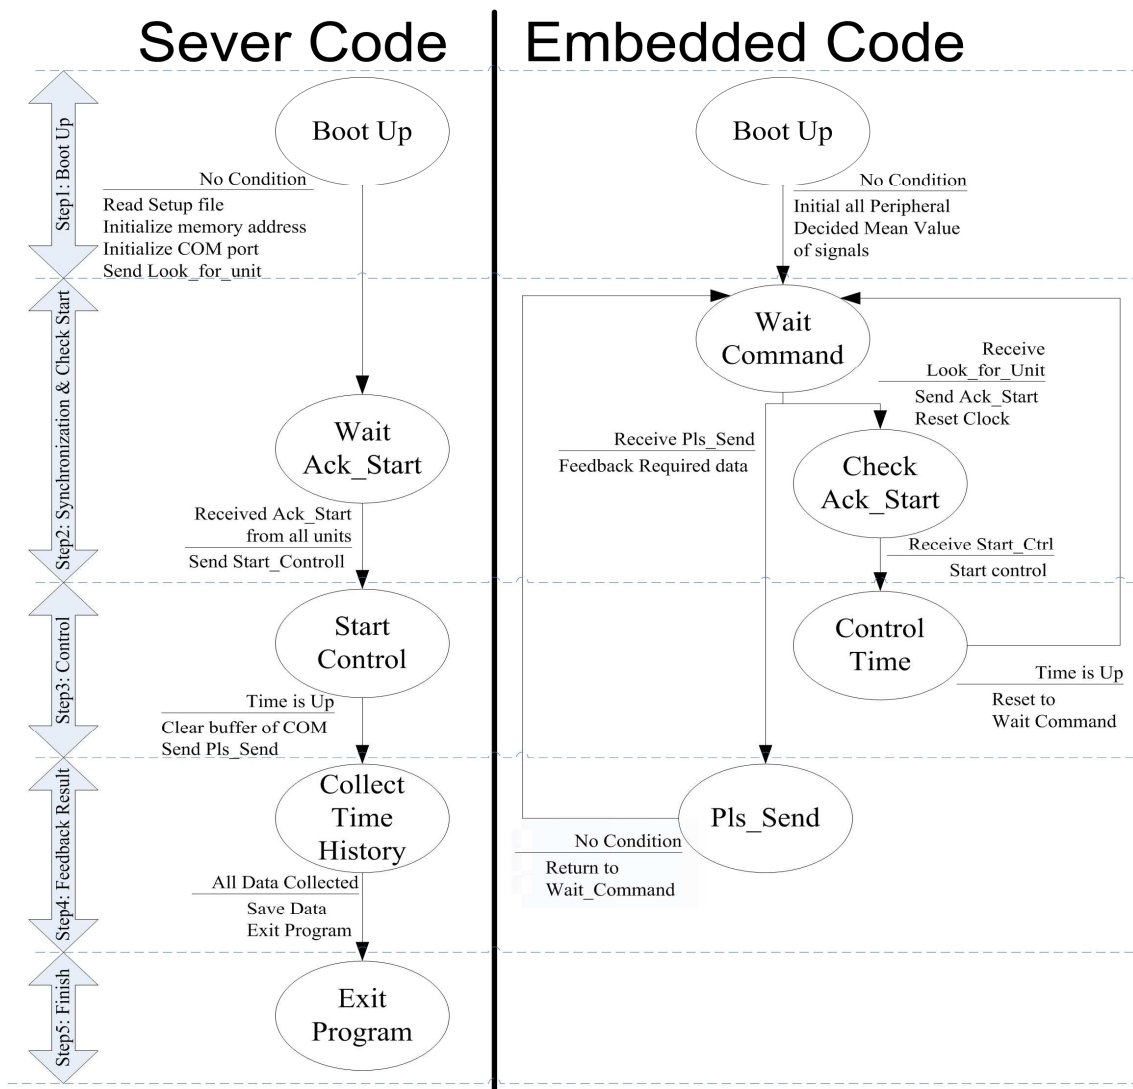 Sever Code
Embedded Code
Step1: Boot Up
Boot Up
No Condition
Read Setup file
Initialize memory address
Initialize COM port
Send Look_for_unit
Boot Up
No Condition
Initial all Peripheral
Decided Mean Value
of signals
Step2: Synchronization & Check Start
Wait
Ack_Start
Received Ack_Start
from all units
Send Start_Controll
Wait
Command
Receive
Look_for_Unit
Send Ack_Start
Reset Clock
Receive Pls_Send
Feedback Required data
Check
Ack_Start
Receive Start_Ctrl
Start control
Step3: Control
Start
Control
Time is Up
Clear buffer of COM
Send Pls_Send
Control
Time
Time is Up
Reset to
Wait Command
Step4: Feedback Result
Collect
Time
History
All Data Collected
Save Data
Exit Program
Pls_Send
No Condition
Return to
Wait_Command
Step5: Finish
Exit
Program